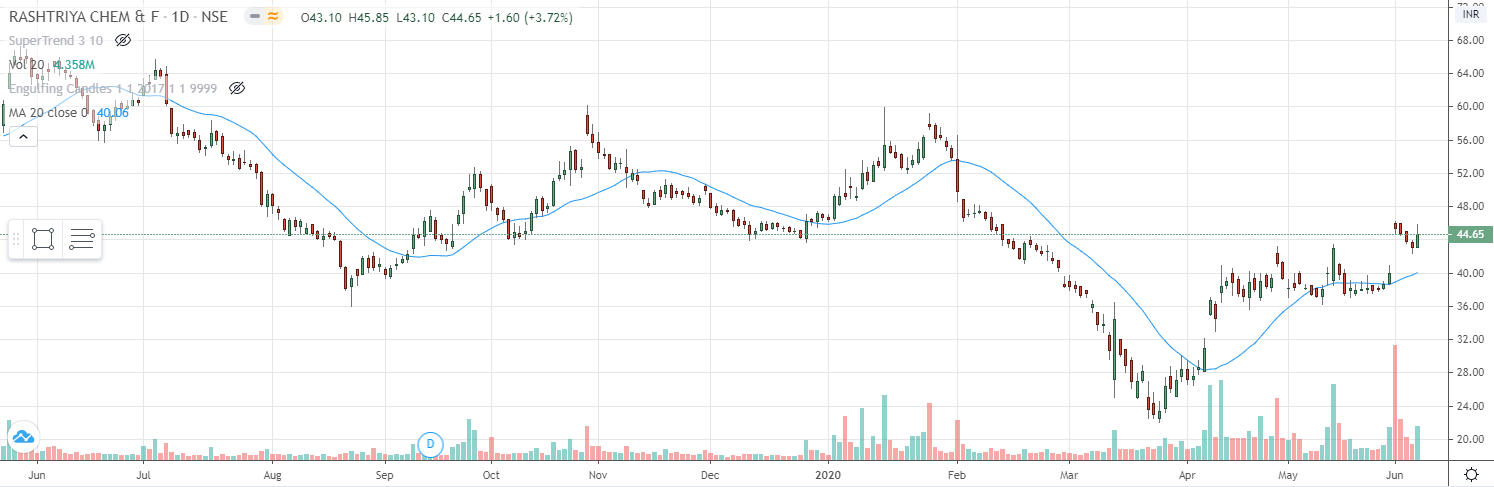 RASHTRIYA CHEM & F · 1D · NSE O43.10 H45.85 L43.10 C44.65 +1.60 (+3.72%)
SuperTrend 3 10
Vol 20 4.358M
Engulfing Candles 1 1 2017 1 1 9999
MA 20 close 0 40.06
72.00
INR
68.00
64.00
60.00
56.00
52.00
48.00
44.65
40.00
36.00
32.00
28.00
24.00
20.00
D
Jun Jul Aug Sep Oct Nov Dec 2020 Feb Mar Apr May Jun